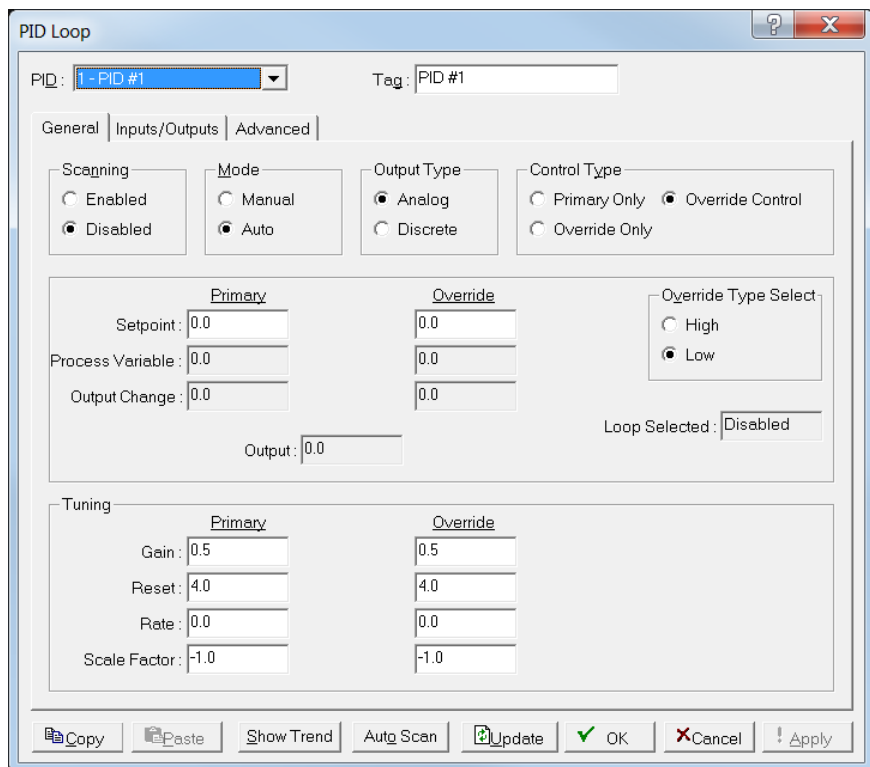 PID Loop
PID : 1 - PID #1 Tag : PID #1
General Inputs/Outputs Advanced
Scanning Mode Output Type Control Type
Enabled Manual Analog Primary Only Override Control
Disabled Auto Discrete Override Only
Primary Override Override Type Select
Setpoint : 0.0 0.0 High
Process Variable : 0.0 0.0 Low
Output Change : 0.0 0.0
Loop Selected : Disabled
Output : 0.0
Tuning
Primary Override
Gain : 0.5 0.5
Reset : 4.0 4.0
Rate : 0.0 0.0
Scale Factor : -1.0 -1.0
Copy Paste Show Trend Auto Scan Update OK Cancel ! Apply